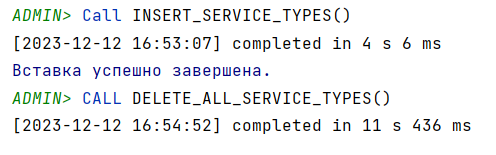 ADMIN> Call INSERT_SERVICE_TYPES()
[2023-12-12 16:53:07] completed in 4 s 6 ms
Вставка успешно завершена.
ADMIN> CALL DELETE_ALL_SERVICE_TYPES()
[2023-12-12 16:54:52] completed in 11 s 436 ms